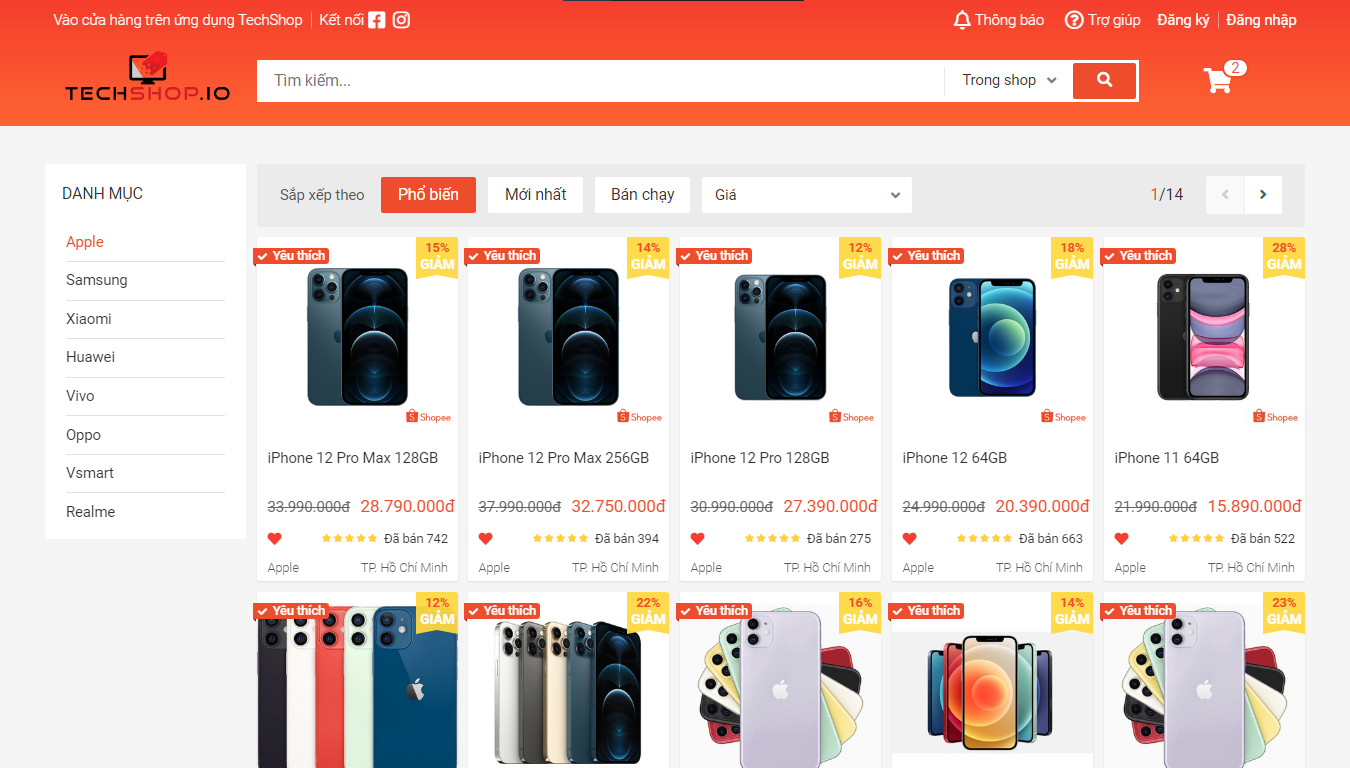 Vào cửa hàng trên ứng dụng TechShop
Kết nối
Thông báo
Trợ giúp
Đăng ký
Đăng nhập
TECHSHOP.IO
Tìm kiếm...
Trong shop
2
DANH MỤC
Apple
Samsung
Xiaomi
Huawei
Vivo
Oppo
Vsmart
Realme
Sắp xếp theo
Phổ biến
Mới nhất
Bán chạy
Giá
1/14
Yêu thích
15%
GIẢM
Shopee
iPhone 12 Pro Max 128GB
33.990.000đ 28.790.000đ
Đã bán 742
Apple TP. Hồ Chí Minh
Yêu thích
14%
GIẢM
Shopee
iPhone 12 Pro Max 256GB
37.990.000đ 32.750.000đ
Đã bán 394
Apple TP. Hồ Chí Minh
Yêu thích
12%
GIẢM
Shopee
iPhone 12 Pro 128GB
30.990.000đ 27.390.000đ
Đã bán 275
Apple TP. Hồ Chí Minh
Yêu thích
18%
GIẢM
Shopee
iPhone 12 64GB
24.990.000đ 20.390.000đ
Đã bán 663
Apple TP. Hồ Chí Minh
Yêu thích
28%
GIẢM
Shopee
iPhone 11 64GB
21.990.000đ 15.890.000đ
Đã bán 522
Apple TP. Hồ Chí Minh
Yêu thích
12%
GIẢM
Yêu thích
22%
GIẢM
Yêu thích
16%
GIẢM
Yêu thích
14%
GIẢM
Yêu thích
23%
GIẢM